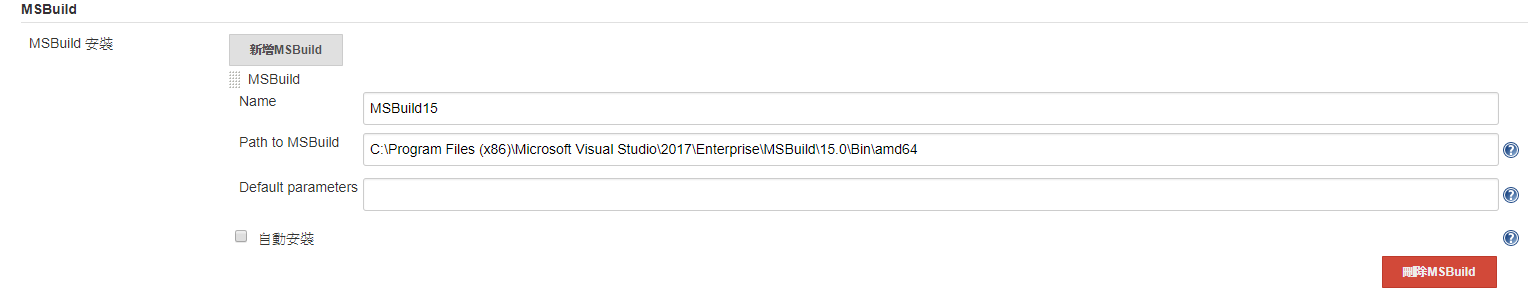 MSBuild
MSBuild 安裝
新增MSBuild
MSBuild
Name
MSBuild15
Path to MSBuild
C:\Program Files (x86)\Microsoft Visual Studio\2017\Enterprise\MSBuild\15.0\Bin\amd64
?
Default parameters
?
自動安裝
?
刪除MSBuild